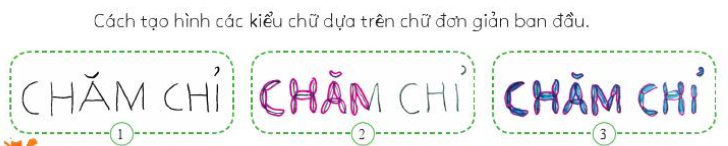 Cách tạo hình các kiểu chữ dựa trên chữ đơn giản ban đầu.
CHĂM CHỈ CHĂM CHỈ CHĂM CHỈ
1 2 3